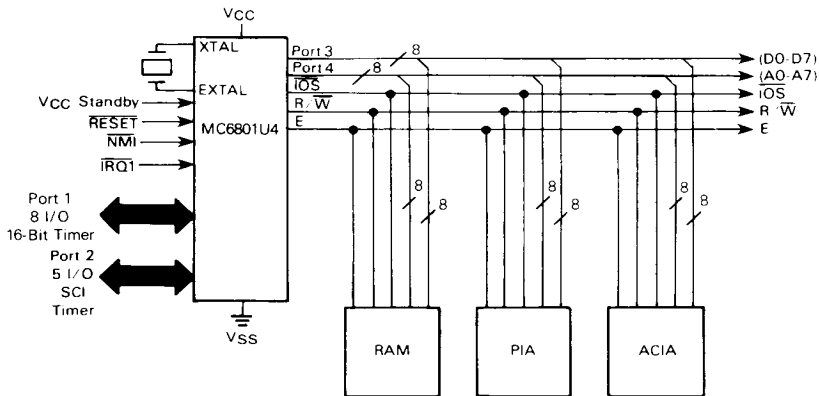 VCC
XTAL
EXTAL
VCC Standby
RESET
NMI
IRQ1
MC6801U4
Port 1
8 I/O
16-Bit Timer
Port 2
5 I/O
SCI
Timer
VSS
Port 3
8
Port 4
8
IOS
R/W
E
(D0-D7)
(A0-A7)
IOS
R/W
E
8
8
8
8
8
8
RAM
PIA
ACIA